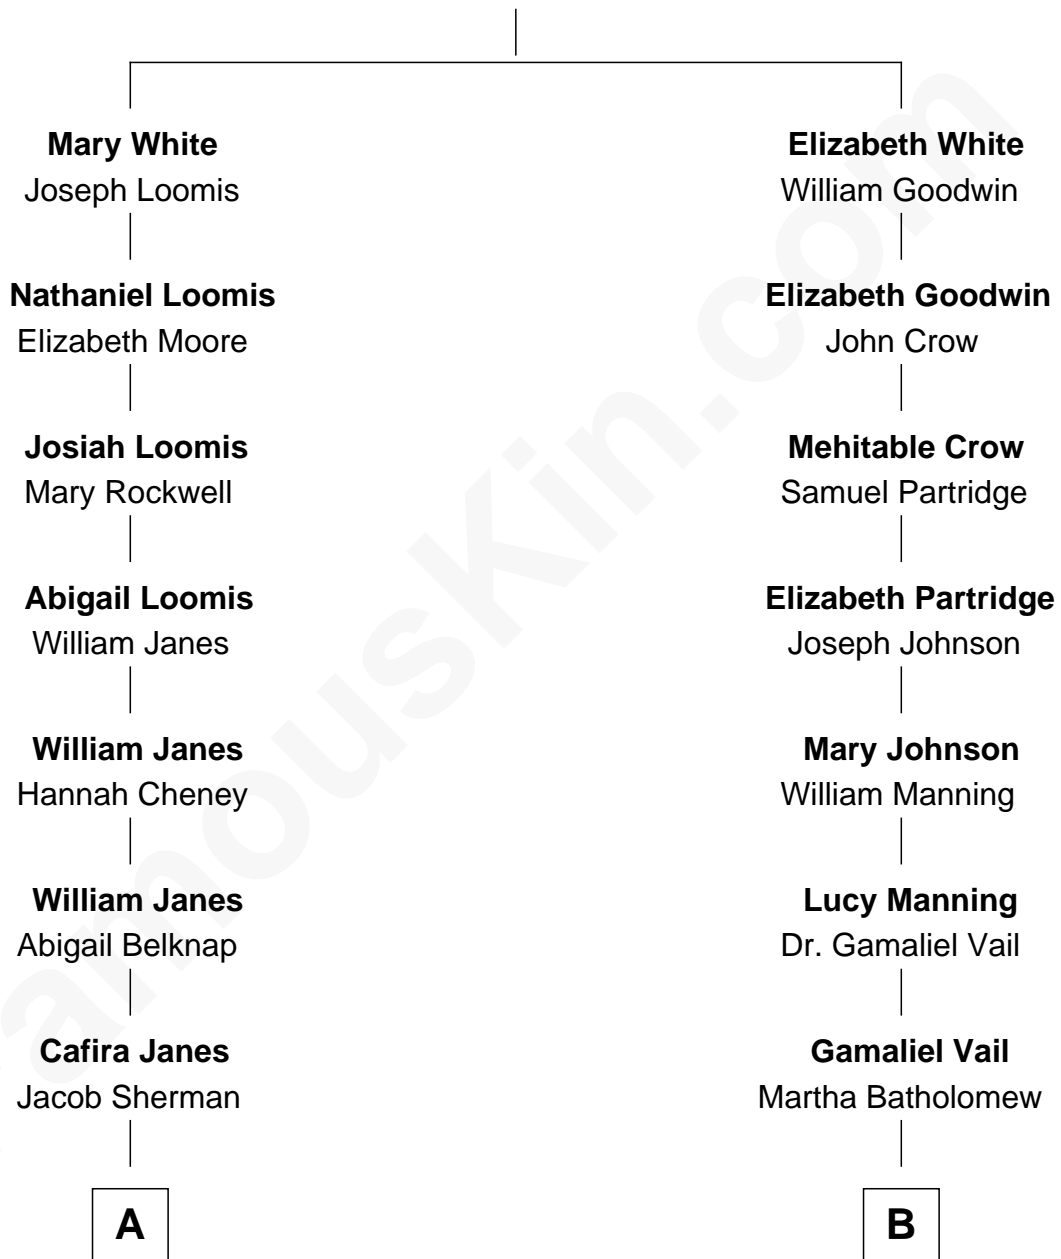 Mary White
Joseph Loomis
Elizabeth White
William Goodwin
Nathaniel Loomis
Elizabeth Moore
Elizabeth Goodwin
John Crow
Josiah Loomis
Mary Rockwell
Mehitable Crow
Samuel Partridge
Abigail Loomis
William Janes
Elizabeth Partridge
Joseph Johnson
William Janes
Hannah Cheney
Mary Johnson
William Manning
William Janes
Abigail Belknap
Lucy Manning
Dr. Gamaliel Vail
Cafira Janes
Jacob Sherman
Gamaliel Vail
Martha Batholomew
A
B
amousKin.com